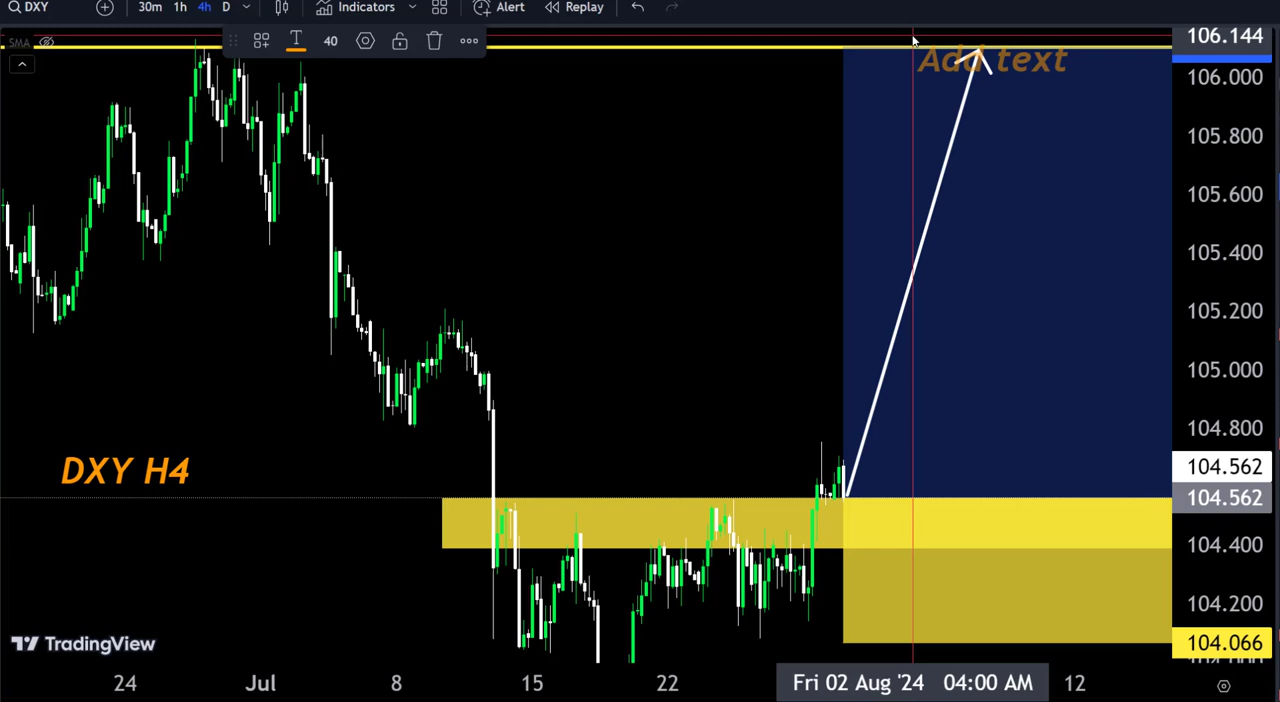 DXY 30m 1h 4h D Indicators Alert Replay
SMA T 40
Add text
106.144
106.000
105.800
105.600
105.400
105.200
105.000
104.800
104.562
104.562
104.400
104.200
104.066
DXY H4
TradingView
24 Jul 8 15 22 Fri 02 Aug '24 04:00 AM 12